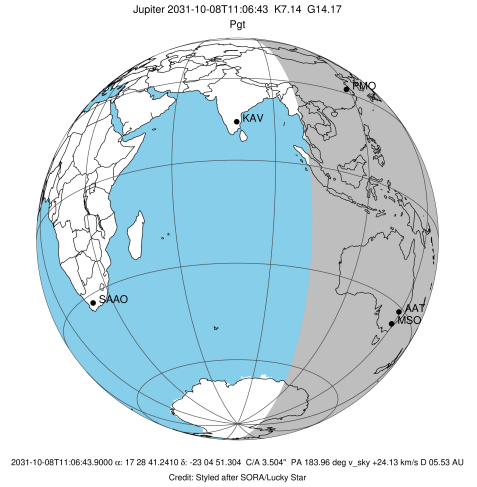 Jupiter 2031-10-08T11:06:43 K7.14 G14.17
Pgt
PMO
KAV
SAAO
AAT
MSO
2031-10-08T11:06:43.9000 α: 17 28 41.2410 δ: -23 04 51.304 C/A 3.504" PA 183.96 deg v_sky +24.13 km/s D 05.53 AU
Credit: Styled after SORA/Lucky Star